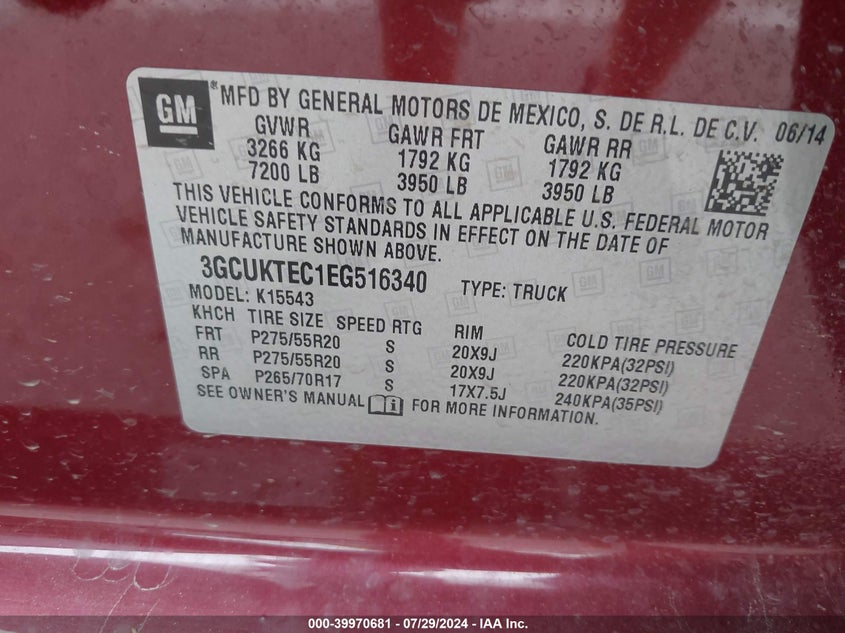 GM ® MFD BY GENERAL MOTORS DE MEXICO, S. DE R.L. DE C.V. 06/14
GVWR GAWR FRT GAWR RR
3266 KG 1792 KG 1792 KG
7200 LB 3950 LB 3950 LB
THIS VEHICLE CONFORMS TO ALL APPLICABLE U.S. FEDERAL MOTOR
VEHICLE SAFETY STANDARDS IN EFFECT ON THE DATE OF
MANUFACTURE SHOWN ABOVE.
3GCUKTEC1EG516340 TYPE: TRUCK
MODEL: K15543
KHCH TIRE SIZE SPEED RTG RIM COLD TIRE PRESSURE
FRT P275/55R20 S 20X9J 220KPA(32PSI)
RR P275/55R20 S 20X9J 220KPA(32PSI)
SPA P265/70R17 S 17X7.5J 240KPA(35PSI)
SEE OWNER'S MANUAL FOR MORE INFORMATION.
000-39970681 - 07/29/2024 - IAA Inc.